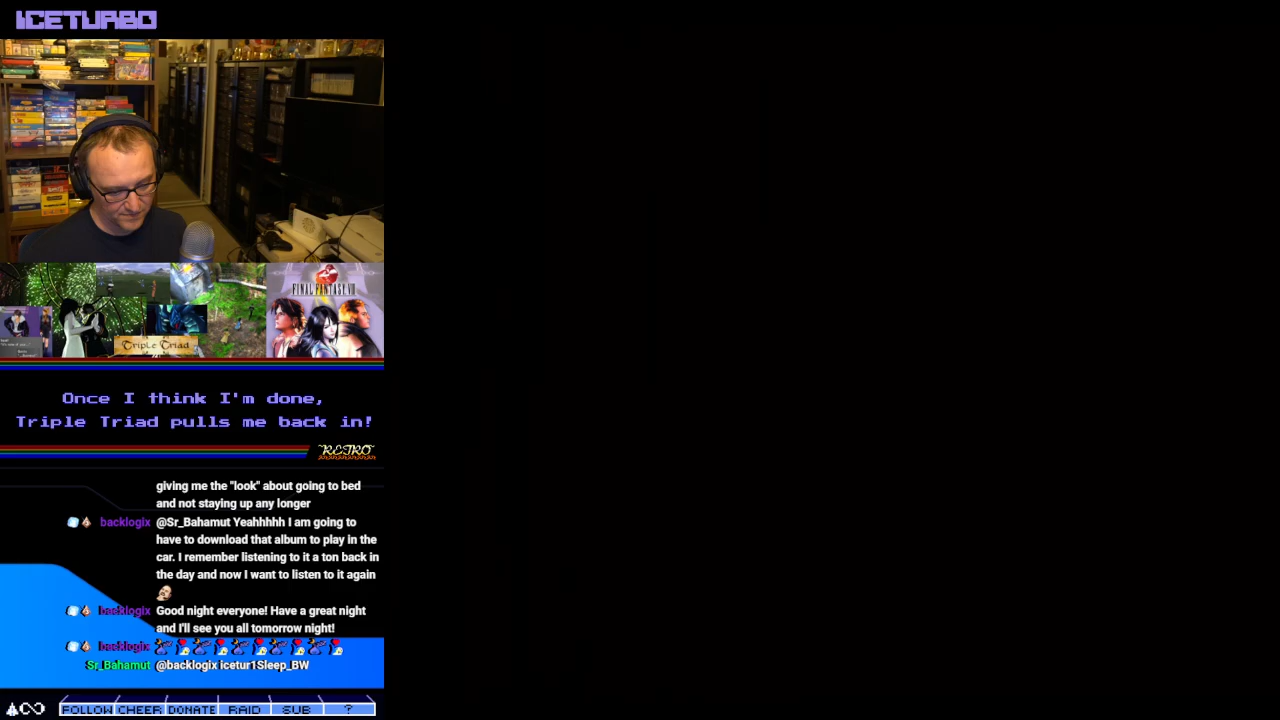 ICETURBO
FINAL FANTASY VIII
Triple Triad
Once I think I'm done,
Triple Triad pulls me back in!
RETRO
giving me the "look" about going to bed
and not staying up any longer
backlogix @Sr_Bahamut Yeahhhhh I am going to
have to download that album to play in the
car. I remember listening to it a ton back in
the day and now I want to listen to it again
backlogix Good night everyone! Have a great night
and I'll see you all tomorrow night!
backlogix
Sr_Bahamut @backlogix icetur1Sleep_BW
FOLLOW CHEER DONATE RAID SUB ?